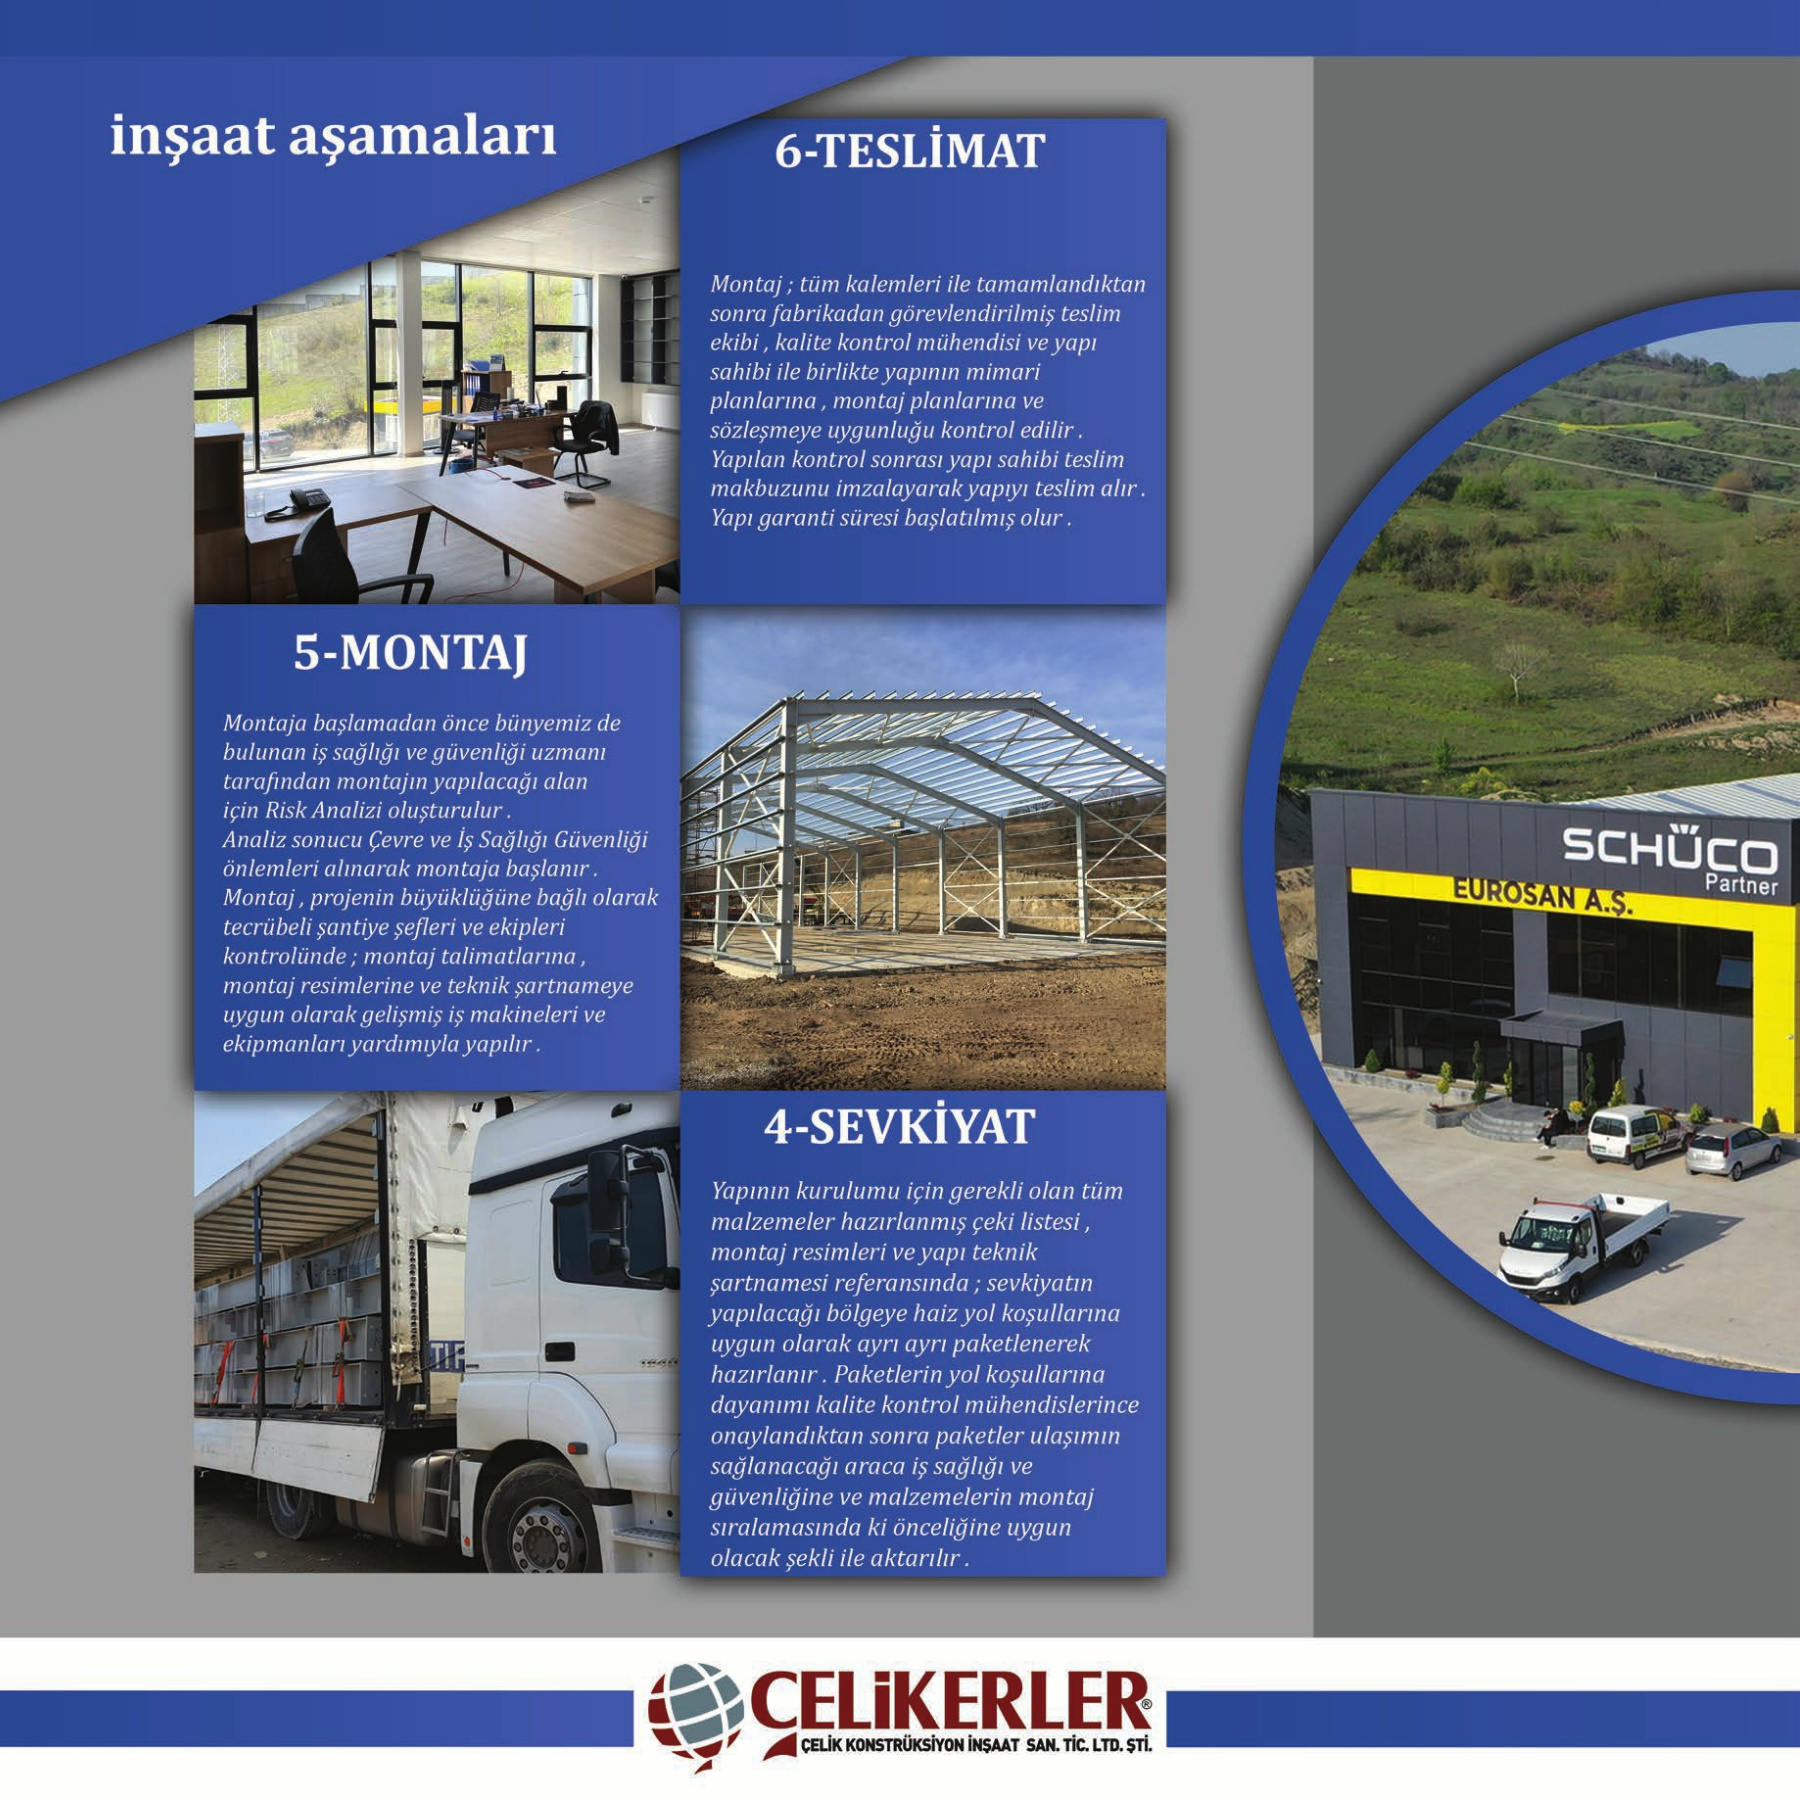 inşaat aşamaları
6-TESLİMAT
Montaj ; tüm kalemleri ile tamamlandıktan
sonra fabrikadan görevlendirilmiş teslim
ekibi , kalite kontrol mühendisi ve yapı
sahibi ile birlikte yapının mimari
planlarına , montaj planlarına ve
sözleşmeye uygunluğu kontrol edilir .
Yapılan kontrol sonrası yapı sahibi teslim
makbuzunu imzalayarak yapıyı teslim alır .
Yapı garanti süresi başlatılmış olur .
5-MONTAJ
Montaja başlamadan önce bünyemiz de
bulunan iş sağlığı ve güvenliği uzmanı
tarafından montajın yapılacağı alan
için Risk Analizi oluşturulur .
Analiz sonucu Çevre ve İş Sağlığı Güvenliği
önlemleri alınarak montaja başlanır .
Montaj , projenin büyüklüğüne bağlı olarak
tecrübeli şantiye şefleri ve ekipleri
kontrolünde ; montaj talimatlarına ,
montaj resimlerine ve teknik şartnameye
uygun olarak gelişmiş iş makineleri ve
ekipmanları yardımıyla yapılır .
4-SEVKİYAT
Yapının kurulumu için gerekli olan tüm
malzemeler hazırlanmış çeki listesi ,
montaj resimleri ve yapı teknik
şartnamesi referansında ; sevkiyatın
yapılacağı bölgeye haiz yol koşullarına
uygun olarak ayrı ayrı paketlenerek
hazırlanır . Paketlerin yol koşullarına
dayanımı kalite kontrol mühendislerince
onaylandıktan sonra paketler ulaşımın
sağlanacağı araca iş sağlığı ve
güvenliğine ve malzemelerin montaj
sıralamasında ki önceliğine uygun
olacak şekli ile aktarılır .
SCHÜCO
Partner
EUROSAN A.Ş.
1840
ÇELiKERLER®
ÇELİK KONSTRÜKSİYON İNŞAAT SAN. TİC. LTD. ŞTİ.